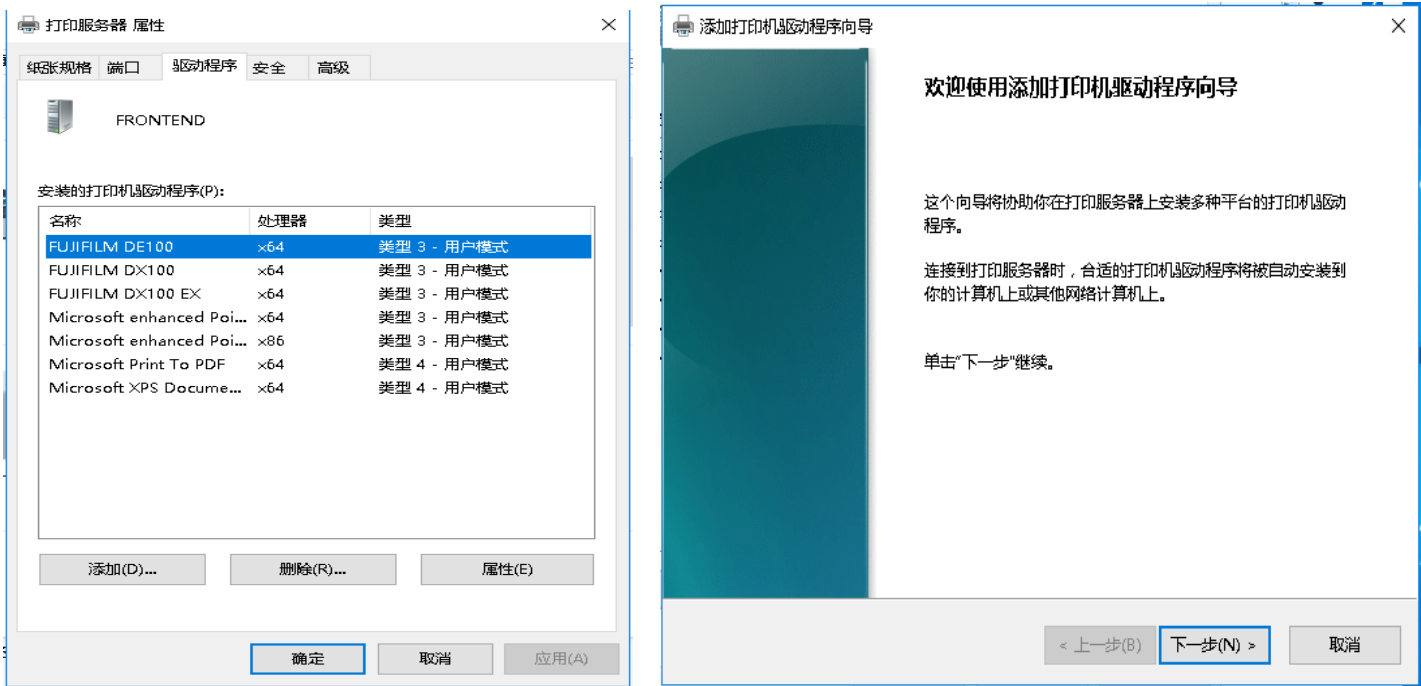 打印服务器 属性
纸张规格 端口 驱动程序 安全 高级
FRONTEND
安装的打印机驱动程序(P):
名称 处理器 类型
FUJIFILM DE100 x64 类型 3 - 用户模式
FUJIFILM DX100 x64 类型 3 - 用户模式
FUJIFILM DX100 EX x64 类型 3 - 用户模式
Microsoft enhanced Poi... x64 类型 3 - 用户模式
Microsoft enhanced Poi... x86 类型 3 - 用户模式
Microsoft Print To PDF x64 类型 4 - 用户模式
Microsoft XPS Docume... x64 类型 4 - 用户模式
添加(D)... 删除(R)... 属性(E)
确定 取消 应用(A)
添加打印机驱动程序向导
欢迎使用添加打印机驱动程序向导
这个向导将协助你在打印服务器上安装多种平台的打印机驱动
程序。
连接到打印服务器时，合适的打印机驱动程序将被自动安装到
你的计算机上或其他网络计算机上。
单击"下一步"继续。
< 上一步(B) 下一步(N) > 取消